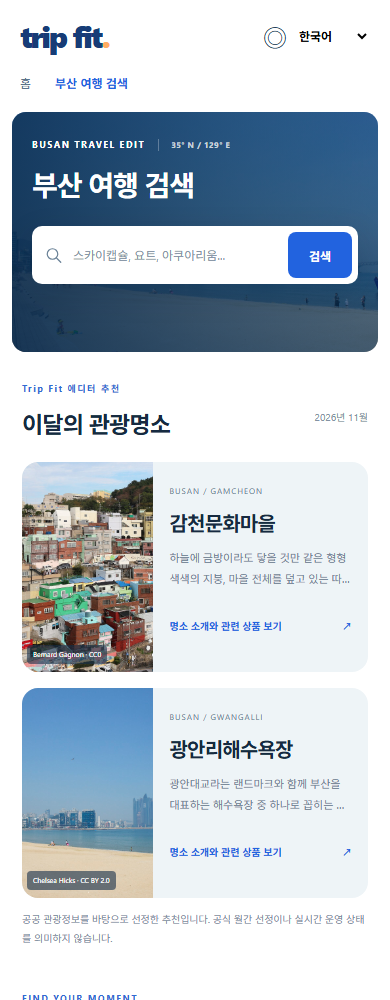 trip fit.
한국어
홈
부산 여행 검색
BUSAN TRAVEL EDIT
35° N / 129° E
부산 여행 검색
스카이캡슐, 요트, 아쿠아리움...
검색
Trip Fit 에디터 추천
이달의 관광명소
2026년 11월
BUSAN / GAMCHEON
감천문화마을
하늘에 금방이라도 닿을 것만 같은 형형
색색의 지붕, 마을 전체를 덮고 있는 따...
명소 소개와 관련 상품 보기 ↗
Bernard Gagnon · CC0
BUSAN / GWANGALLI
광안리해수욕장
광안대교라는 랜드마크와 함께 부산을
대표하는 해수욕장 중 하나로 꼽히는 ...
명소 소개와 관련 상품 보기 ↗
Chelsea Hicks · CC BY 2.0
공공 관광정보를 바탕으로 선정한 추천입니다. 공식 월간 선정이나 실시간 운영 상태
를 의미하지 않습니다.
FIND YOUR MOMENT